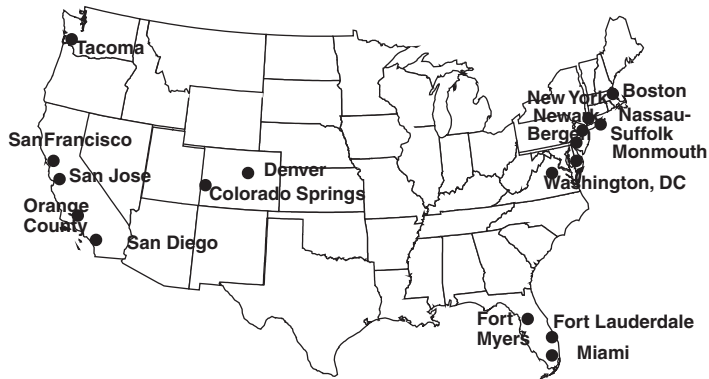 Tacoma
Boston
New York
Newark
Nassau-
Bergen
Suffolk
Monmouth
SanFrancisco
Denver
San Jose
Washington, DC
Colorado Springs
Orange
County
San Diego
Fort
Fort Lauderdale
Myers
Miami